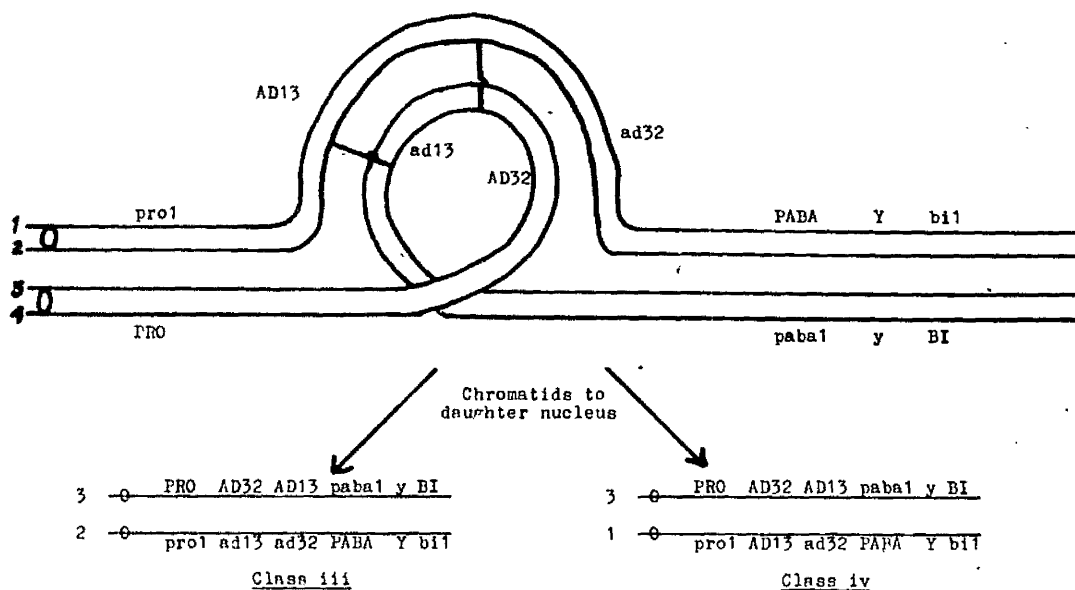 AD13
ad13
AD32
ad32
pro1
PABA Y bi1
1
2
3
4
PRO
paba1 y BI
Chromatids to
daughter nucleus
3 PRO AD32 AD13 paba1 y BI
2 pro1 ad13 ad32 PABA Y bi1
Class iii
3 PRO AD32 AD13 paba1 y BI
1 pro1 AD13 ad32 PABA Y bi1
Class iv